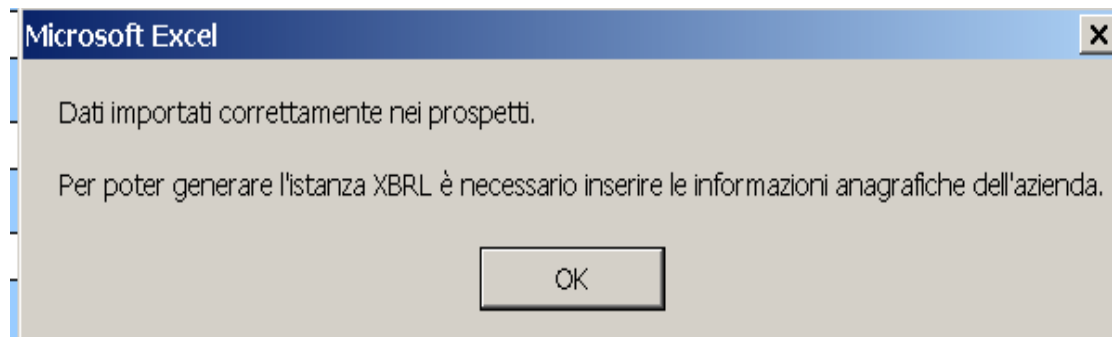 Microsoft Excel
Dati importati correttamente nei prospetti.
Per poter generare l'istanza XBRL è necessario inserire le informazioni anagrafiche dell'azienda.
OK